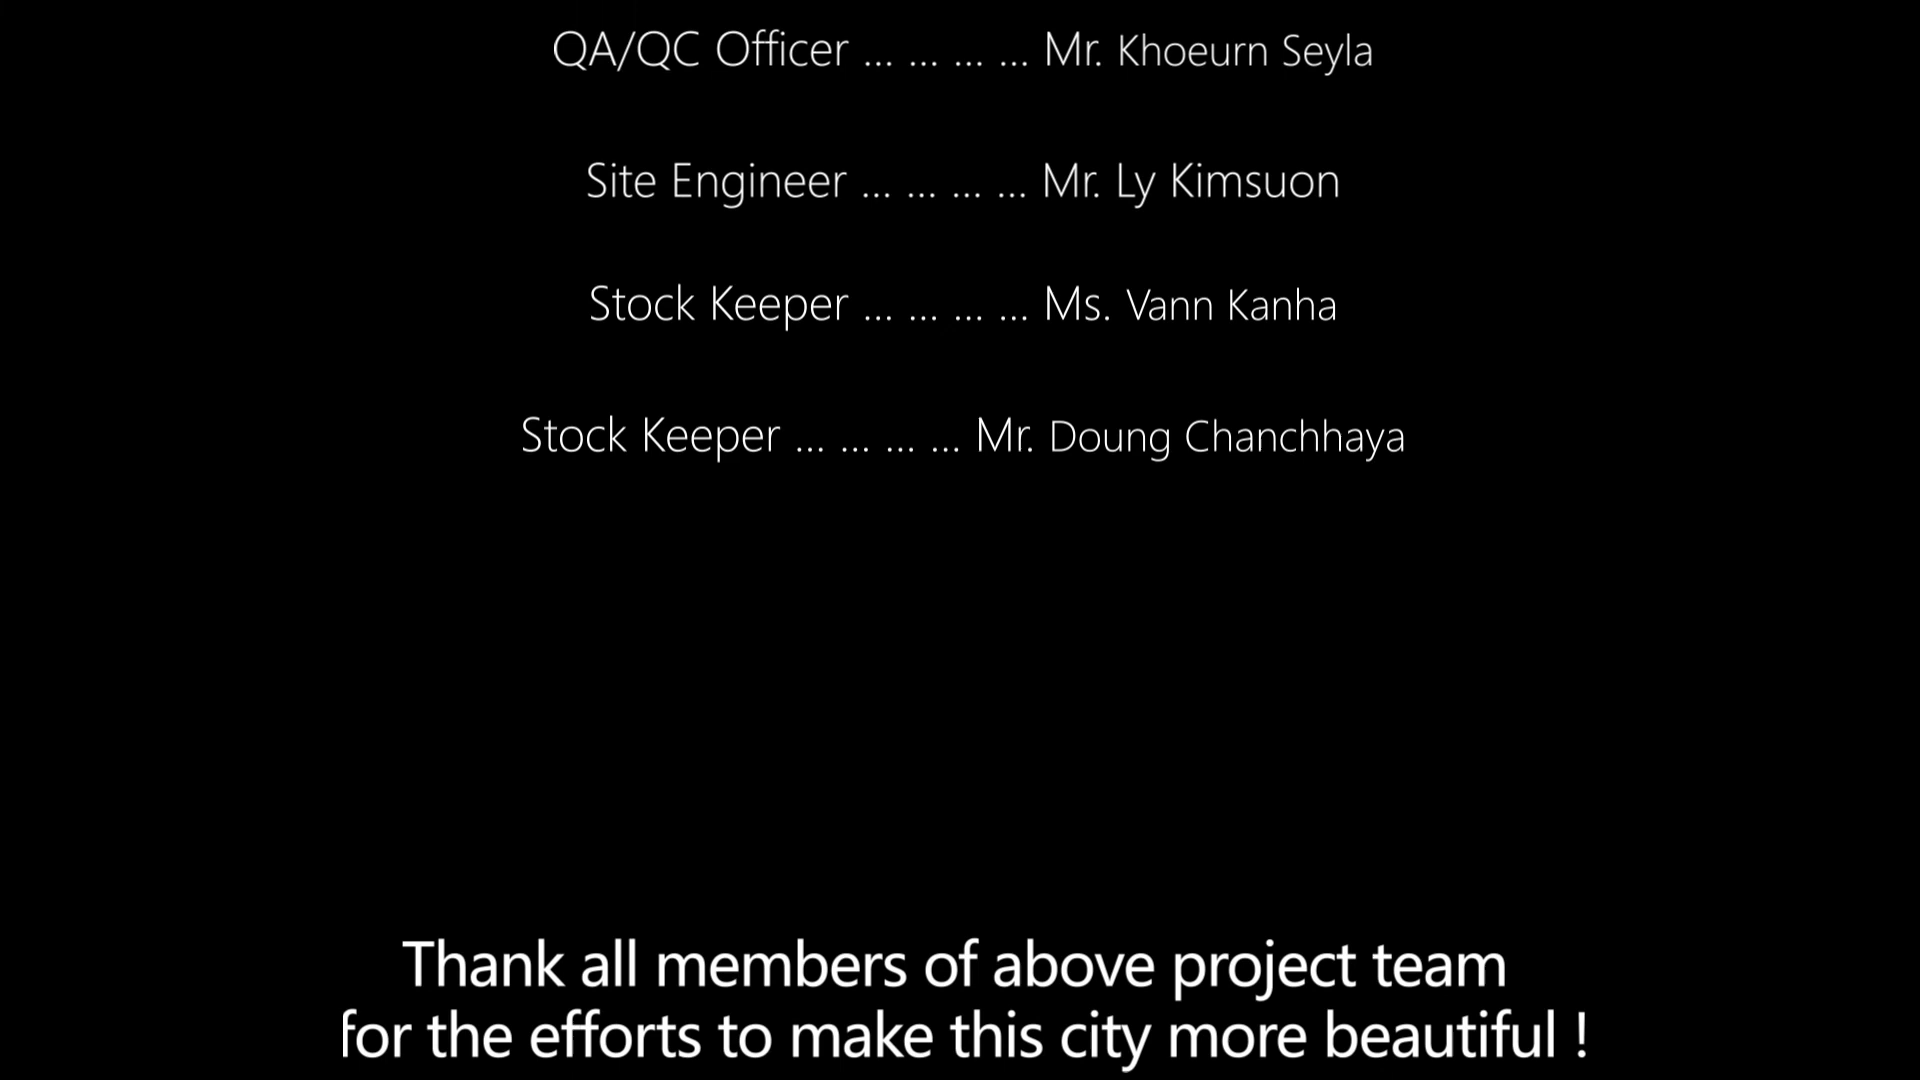 QA/QC Officer ... ... ... ... Mr. Khoeurn Seyla
Site Engineer ... ... ... ... Mr. Ly Kimsuon
Stock Keeper ... ... ... ... Ms. Vann Kanha
Stock Keeper ... ... ... ... Mr. Doung Chanchhaya
Thank all members of above project team
for the efforts to make this city more beautiful !